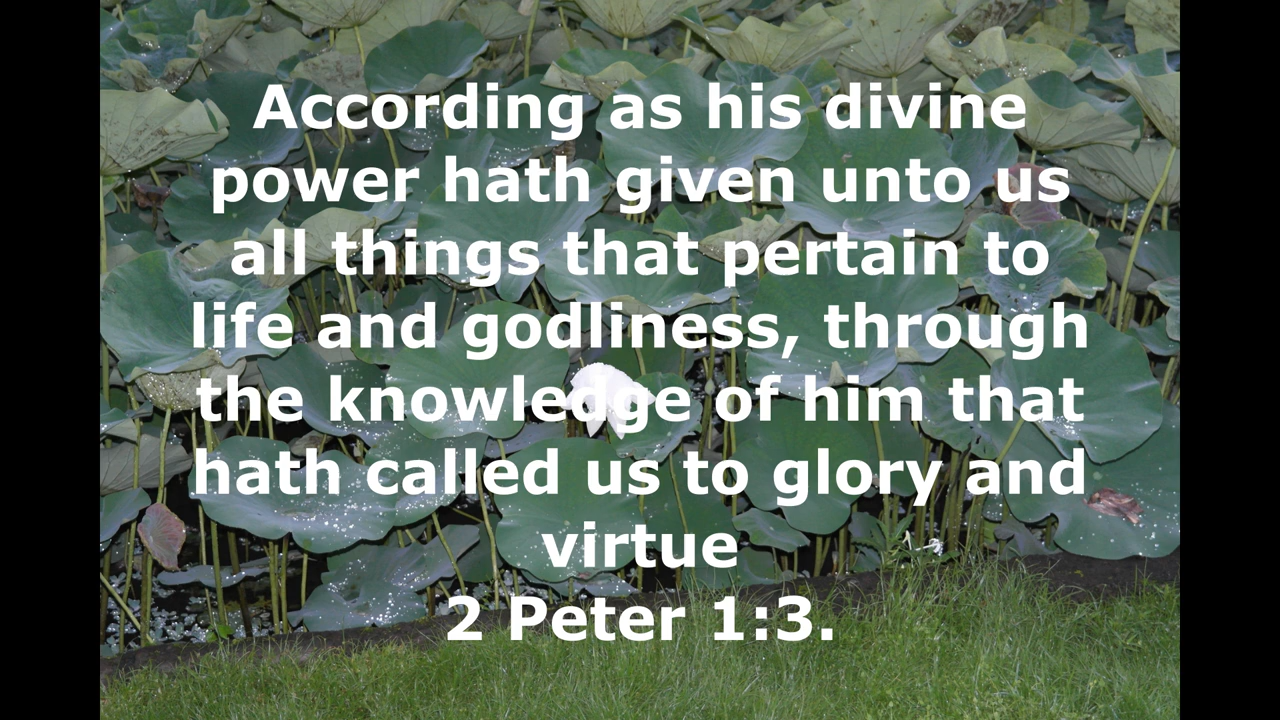 According as his divine
power hath given unto us
all things that pertain to
life and godliness, through
the knowledge of him that
hath called us to glory and
virtue
2 Peter 1:3.